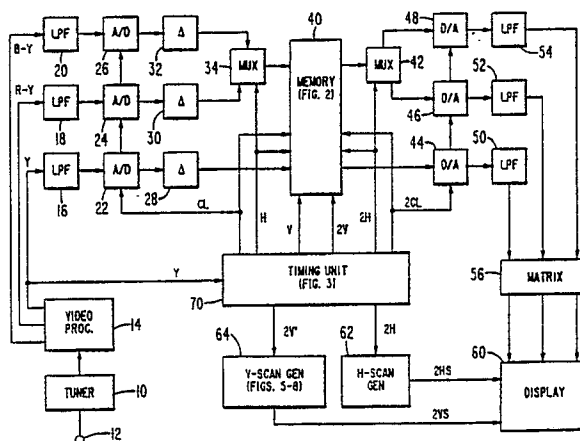 B-Y
LPF
20
A/D
26
Δ
32
MUX
34
40
MEMORY
(FIG. 2)
MUX
42
48
D/A
LPF
54
R-Y
LPF
18
A/D
24
Δ
30
D/A
46
52
LPF
Y
LPF
16
A/D
22
Δ
28
44
D/A
50
LPF
CL
H
V
2V
2H
2CL
Y
TIMING UNIT
(FIG. 3)
70
56
MATRIX
VIDEO
PROC.
14
2V'
2H
64
V-SCAN GEN
(FIGS. 5-8)
62
H-SCAN
GEN
2HS
60
DISPLAY
TUNER
10
2VS
12